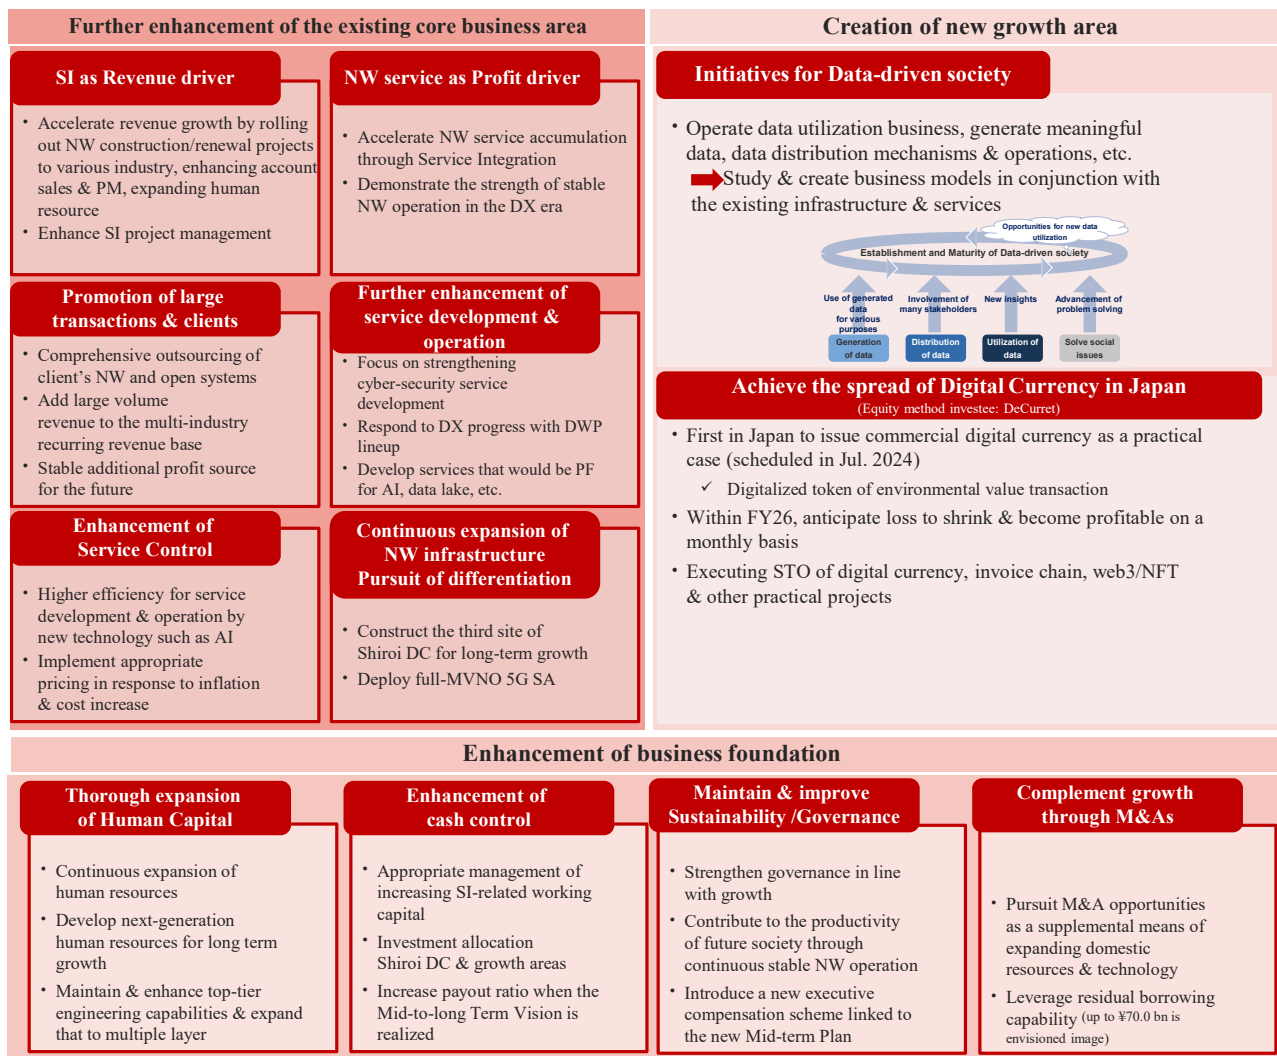 Further enhancement of the existing core business area
SI as Revenue driver
• Accelerate revenue growth by rolling
out NW construction/renewal projects
to various industry, enhancing account
sales & PM, expanding human
resource
• Enhance SI project management
NW service as Profit driver
• Accelerate NW service accumulation
through Service Integration
• Demonstrate the strength of stable
NW operation in the DX era
Promotion of large
transactions & clients
• Comprehensive outsourcing of
client's NW and open systems
• Add large volume
revenue to the multi-industry
recurring revenue base
• Stable additional profit source
for the future
Further enhancement of
service development &
operation
• Focus on strengthening
cyber-security service
development
• Respond to DX progress with DWP
lineup
• Develop services that would be PF
for AI, data lake, etc.
Enhancement of
Service Control
• Higher efficiency for service
development & operation by
new technology such as AI
• Implement appropriate
pricing in response to inflation
& cost increase
Continuous expansion of
NW infrastructure
Pursuit of differentiation
• Construct the third site of
Shiroi DC for long-term growth
• Deploy full-MVNO 5G SA
Creation of new growth area
Initiatives for Data-driven society
• Operate data utilization business, generate meaningful
data, data distribution mechanisms & operations, etc.
Study & create business models in conjunction with
the existing infrastructure & services
Opportunities for new data
utilization
Establishment and Maturity of Data-driven society
Use of generated
data
for various
purposes
Involvement of
many stakeholders
New insights
Advancement of
problem solving
Generation
of data
Distribution
of data
Utilization of
data
Solve social
issues
Achieve the spread of Digital Currency in Japan
(Equity method investee: DeCurret)
• First in Japan to issue commercial digital currency as a practical
case (scheduled in Jul. 2024)
✓ Digitalized token of environmental value transaction
• Within FY26, anticipate loss to shrink & become profitable on a
monthly basis
• Executing STO of digital currency, invoice chain, web3/NFT
& other practical projects
Enhancement of business foundation
Thorough expansion
of Human Capital
• Continuous expansion of
human resources
• Develop next-generation
human resources for long term
growth
• Maintain & enhance top-tier
engineering capabilities & expand
that to multiple layer
Enhancement of
cash control
• Appropriate management of
increasing SI-related working
capital
• Investment allocation
Shiroi DC & growth areas
• Increase payout ratio when the
Mid-to-long Term Vision is
realized
Maintain & improve
Sustainability /Governance
• Strengthen governance in line
with growth
• Contribute to the productivity
of future society through
continuous stable NW operation
• Introduce a new executive
compensation scheme linked to
the new Mid-term Plan
Complement growth
through M&As
• Pursuit M&A opportunities
as a supplemental means of
expanding domestic
resources & technology
• Leverage residual borrowing
capability (up to ¥70.0 bn is
envisioned image)